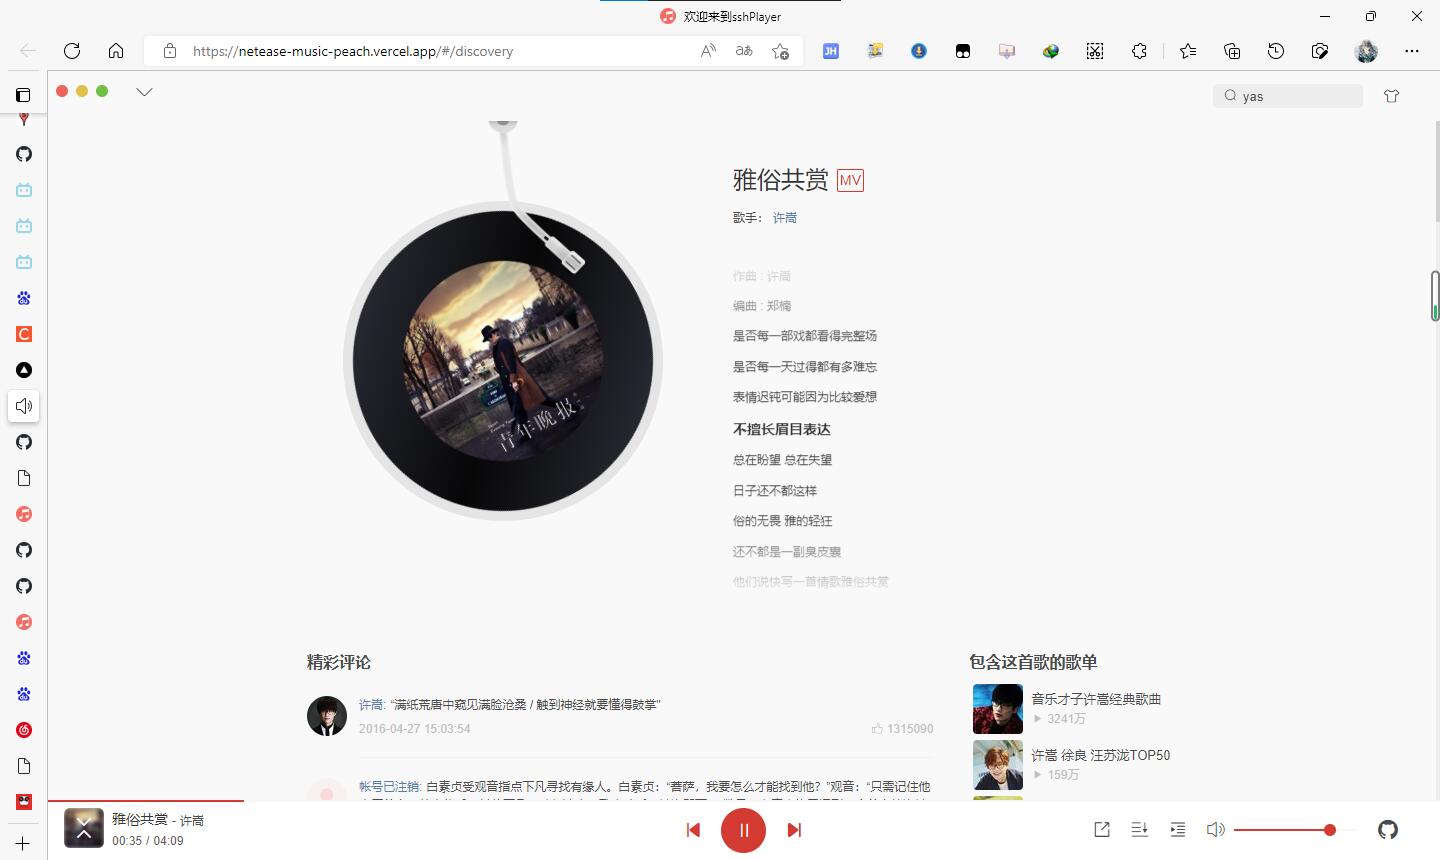 欢迎来到sshPlayer
https://netease-music-peach.vercel.app/#/discovery
yas
雅俗共赏 MV
歌手： 许嵩
作曲 : 许嵩
编曲 : 郑楠
是否每一部戏都看得完整场
是否每一天过得都有多难忘
表情迟钝可能因为比较爱想
不擅长眉目表达
总在盼望 总在失望
日子还不都这样
俗的无畏 雅的轻狂
还不都是一副臭皮囊
他们说快写一首情歌雅俗共赏
青年晚报
精彩评论
许嵩: “满纸荒唐中窥见满脸沧桑 / 触到神经就要懂得鼓掌”
2016-04-27 15:03:54
1315090
帐号已注销: 白素贞受观音指点下凡寻找有缘人。白素贞：“菩萨，我要怎么才能找到他？”观音：“只需记住他
包含这首歌的歌单
音乐才子许嵩经典歌曲
3241万
许嵩 徐良 汪苏泷TOP50
159万
雅俗共赏 - 许嵩
00:35 / 04:09